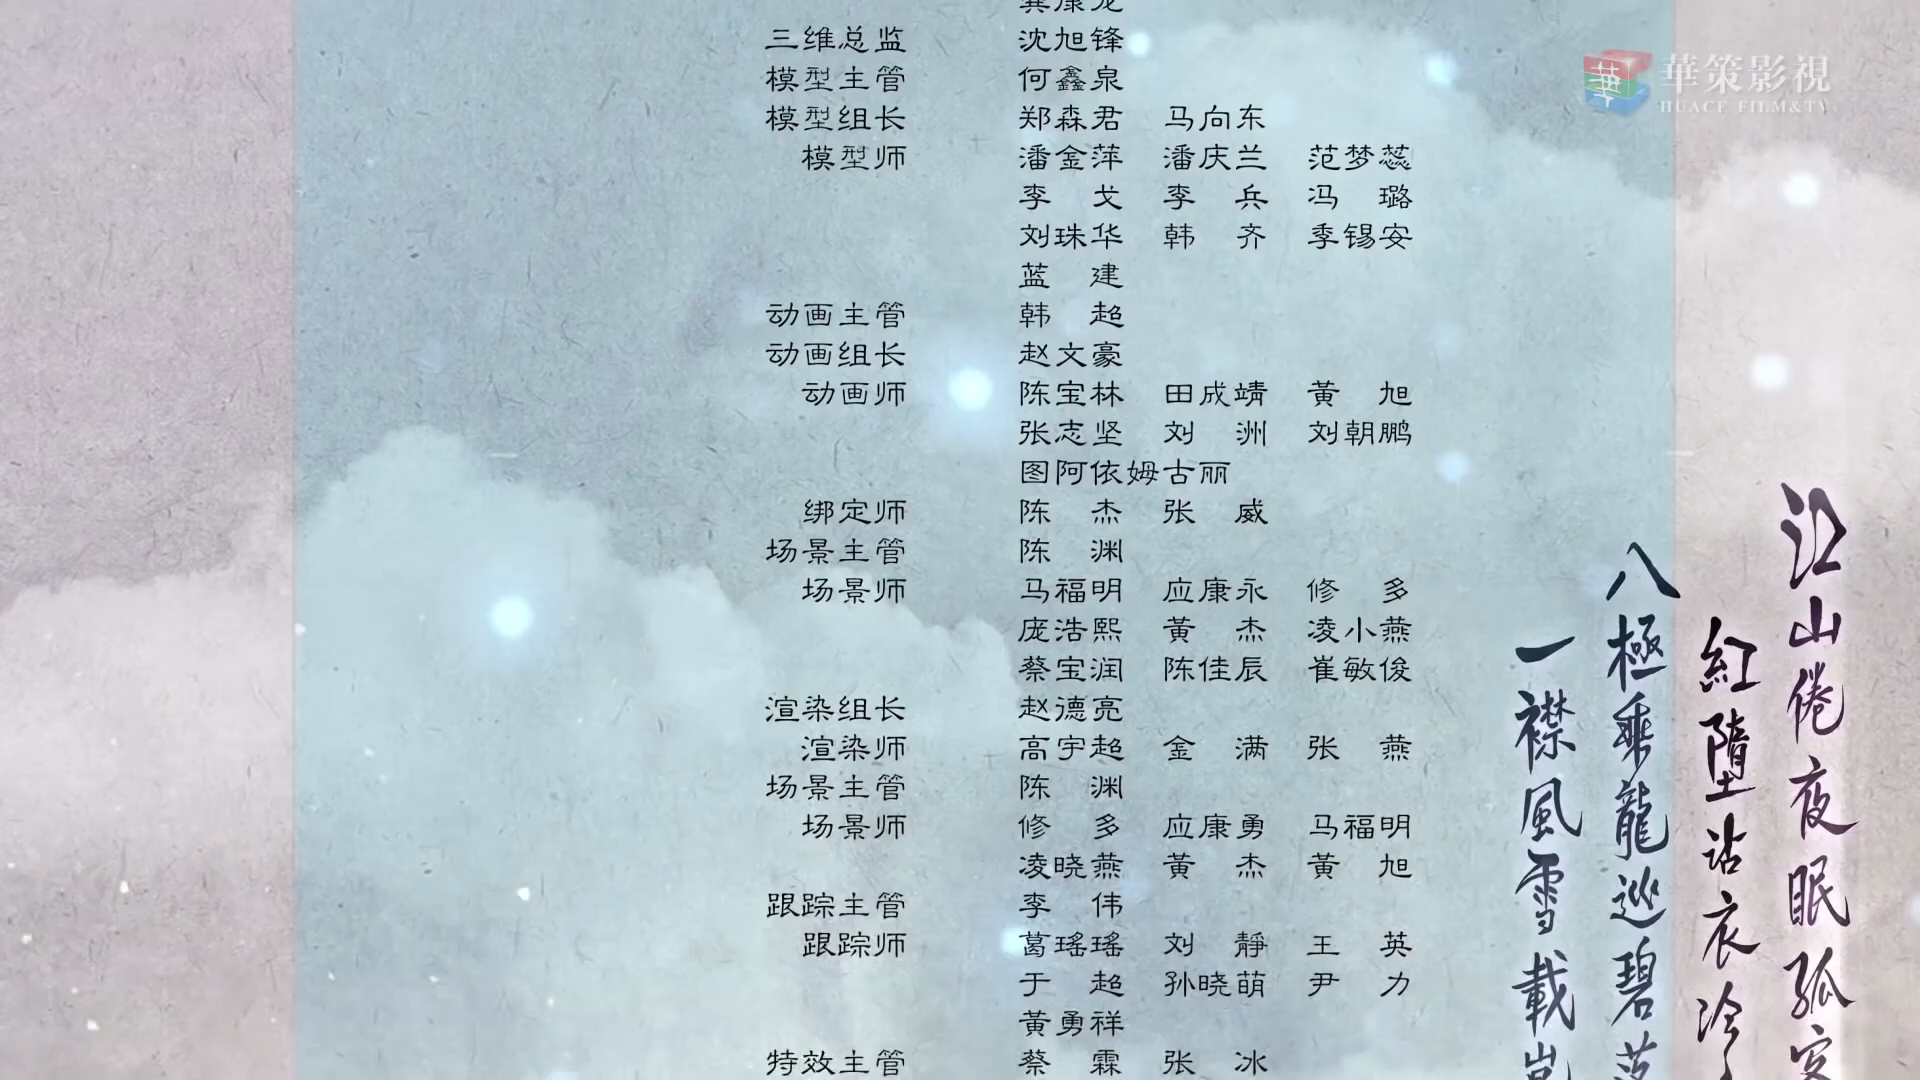 龚康龙
三维总监 沈旭锋
模型主管 何鑫泉
模型组长 郑森君 马向东
模型师 潘金萍 潘庆兰 范梦蕊
李戈 李兵 冯璐
刘珠华 韩齐 季锡安
蓝建
动画主管 韩超
动画组长 赵文豪
动画师 陈宝林 田成靖 黄旭
张志坚 刘洲 刘朝鹏
图阿依姆古丽
绑定师 陈杰 张威
场景主管 陈渊
场景师 马福明 应康永 修多
庞浩熙 黄杰 凌小燕
蔡宝润 陈佳辰 崔敏俊
渲染组长 赵德亮
渲染师 高宇超 金满 张燕
场景主管 陈渊
场景师 修多 应康勇 马福明
凌晓燕 黄杰 黄旭
跟踪主管 李伟
跟踪师 葛瑶瑶 刘静 王英
于超 孙晓萌 尹力
黄勇祥
特效主管 蔡霖 张冰
華策影視
HUACE FILM&TV
江山倦夜眠孤客
紅墮沾衣冷
八極乘龍巡碧落
一襟風雪載崑